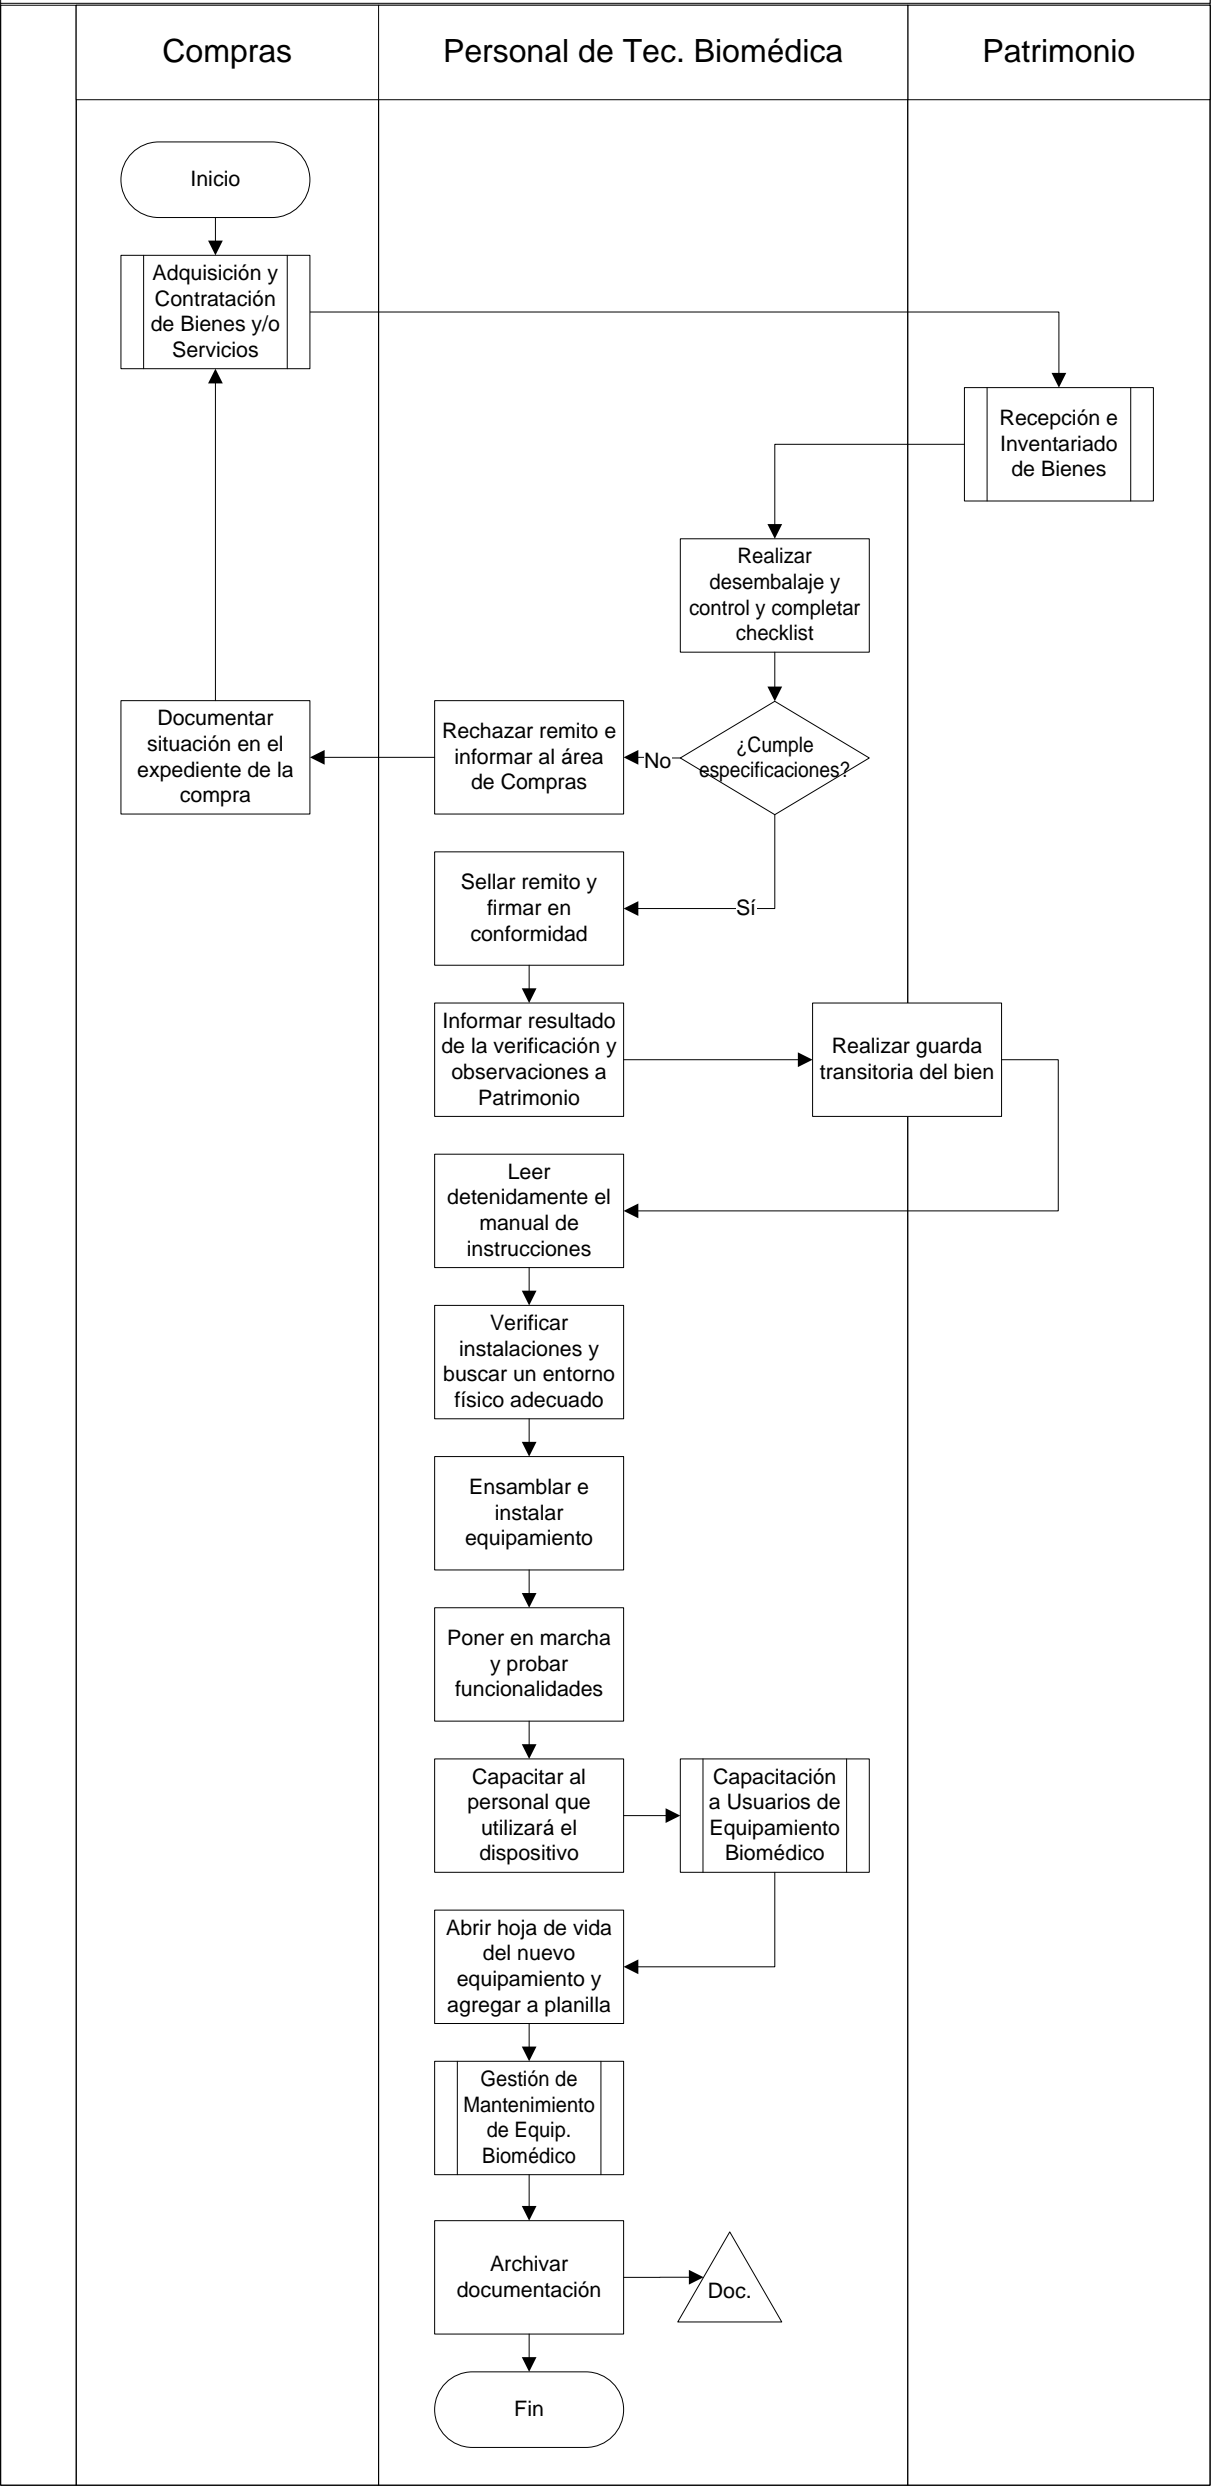 Compras
Personal de Tec. Biomédica
Patrimonio
Inicio
Adquisición y
Contratación
de Bienes y/o
Servicios
Recepción e
Inventariado
de Bienes
Realizar
desembalaje y
control y completar
checklist
¿Cumple
especificaciones?
No
Rechazar remito e
informar al área
de Compras
Documentar
situación en el
expediente de la
compra
Sí
Sellar remito y
firmar en
conformidad
Informar resultado
de la verificación y
observaciones a
Patrimonio
Realizar guarda
transitoria del bien
Leer
detenidamente el
manual de
instrucciones
Verificar
instalaciones y
buscar un entorno
físico adecuado
Ensamblar e
instalar
equipamiento
Poner en marcha
y probar
funcionalidades
Capacitar al
personal que
utilizará el
dispositivo
Capacitación
a Usuarios de
Equipamiento
Biomédico
Abrir hoja de vida
del nuevo
equipamiento y
agregar a planilla
Gestión de
Mantenimiento
de Equip.
Biomédico
Archivar
documentación
Doc.
Fin